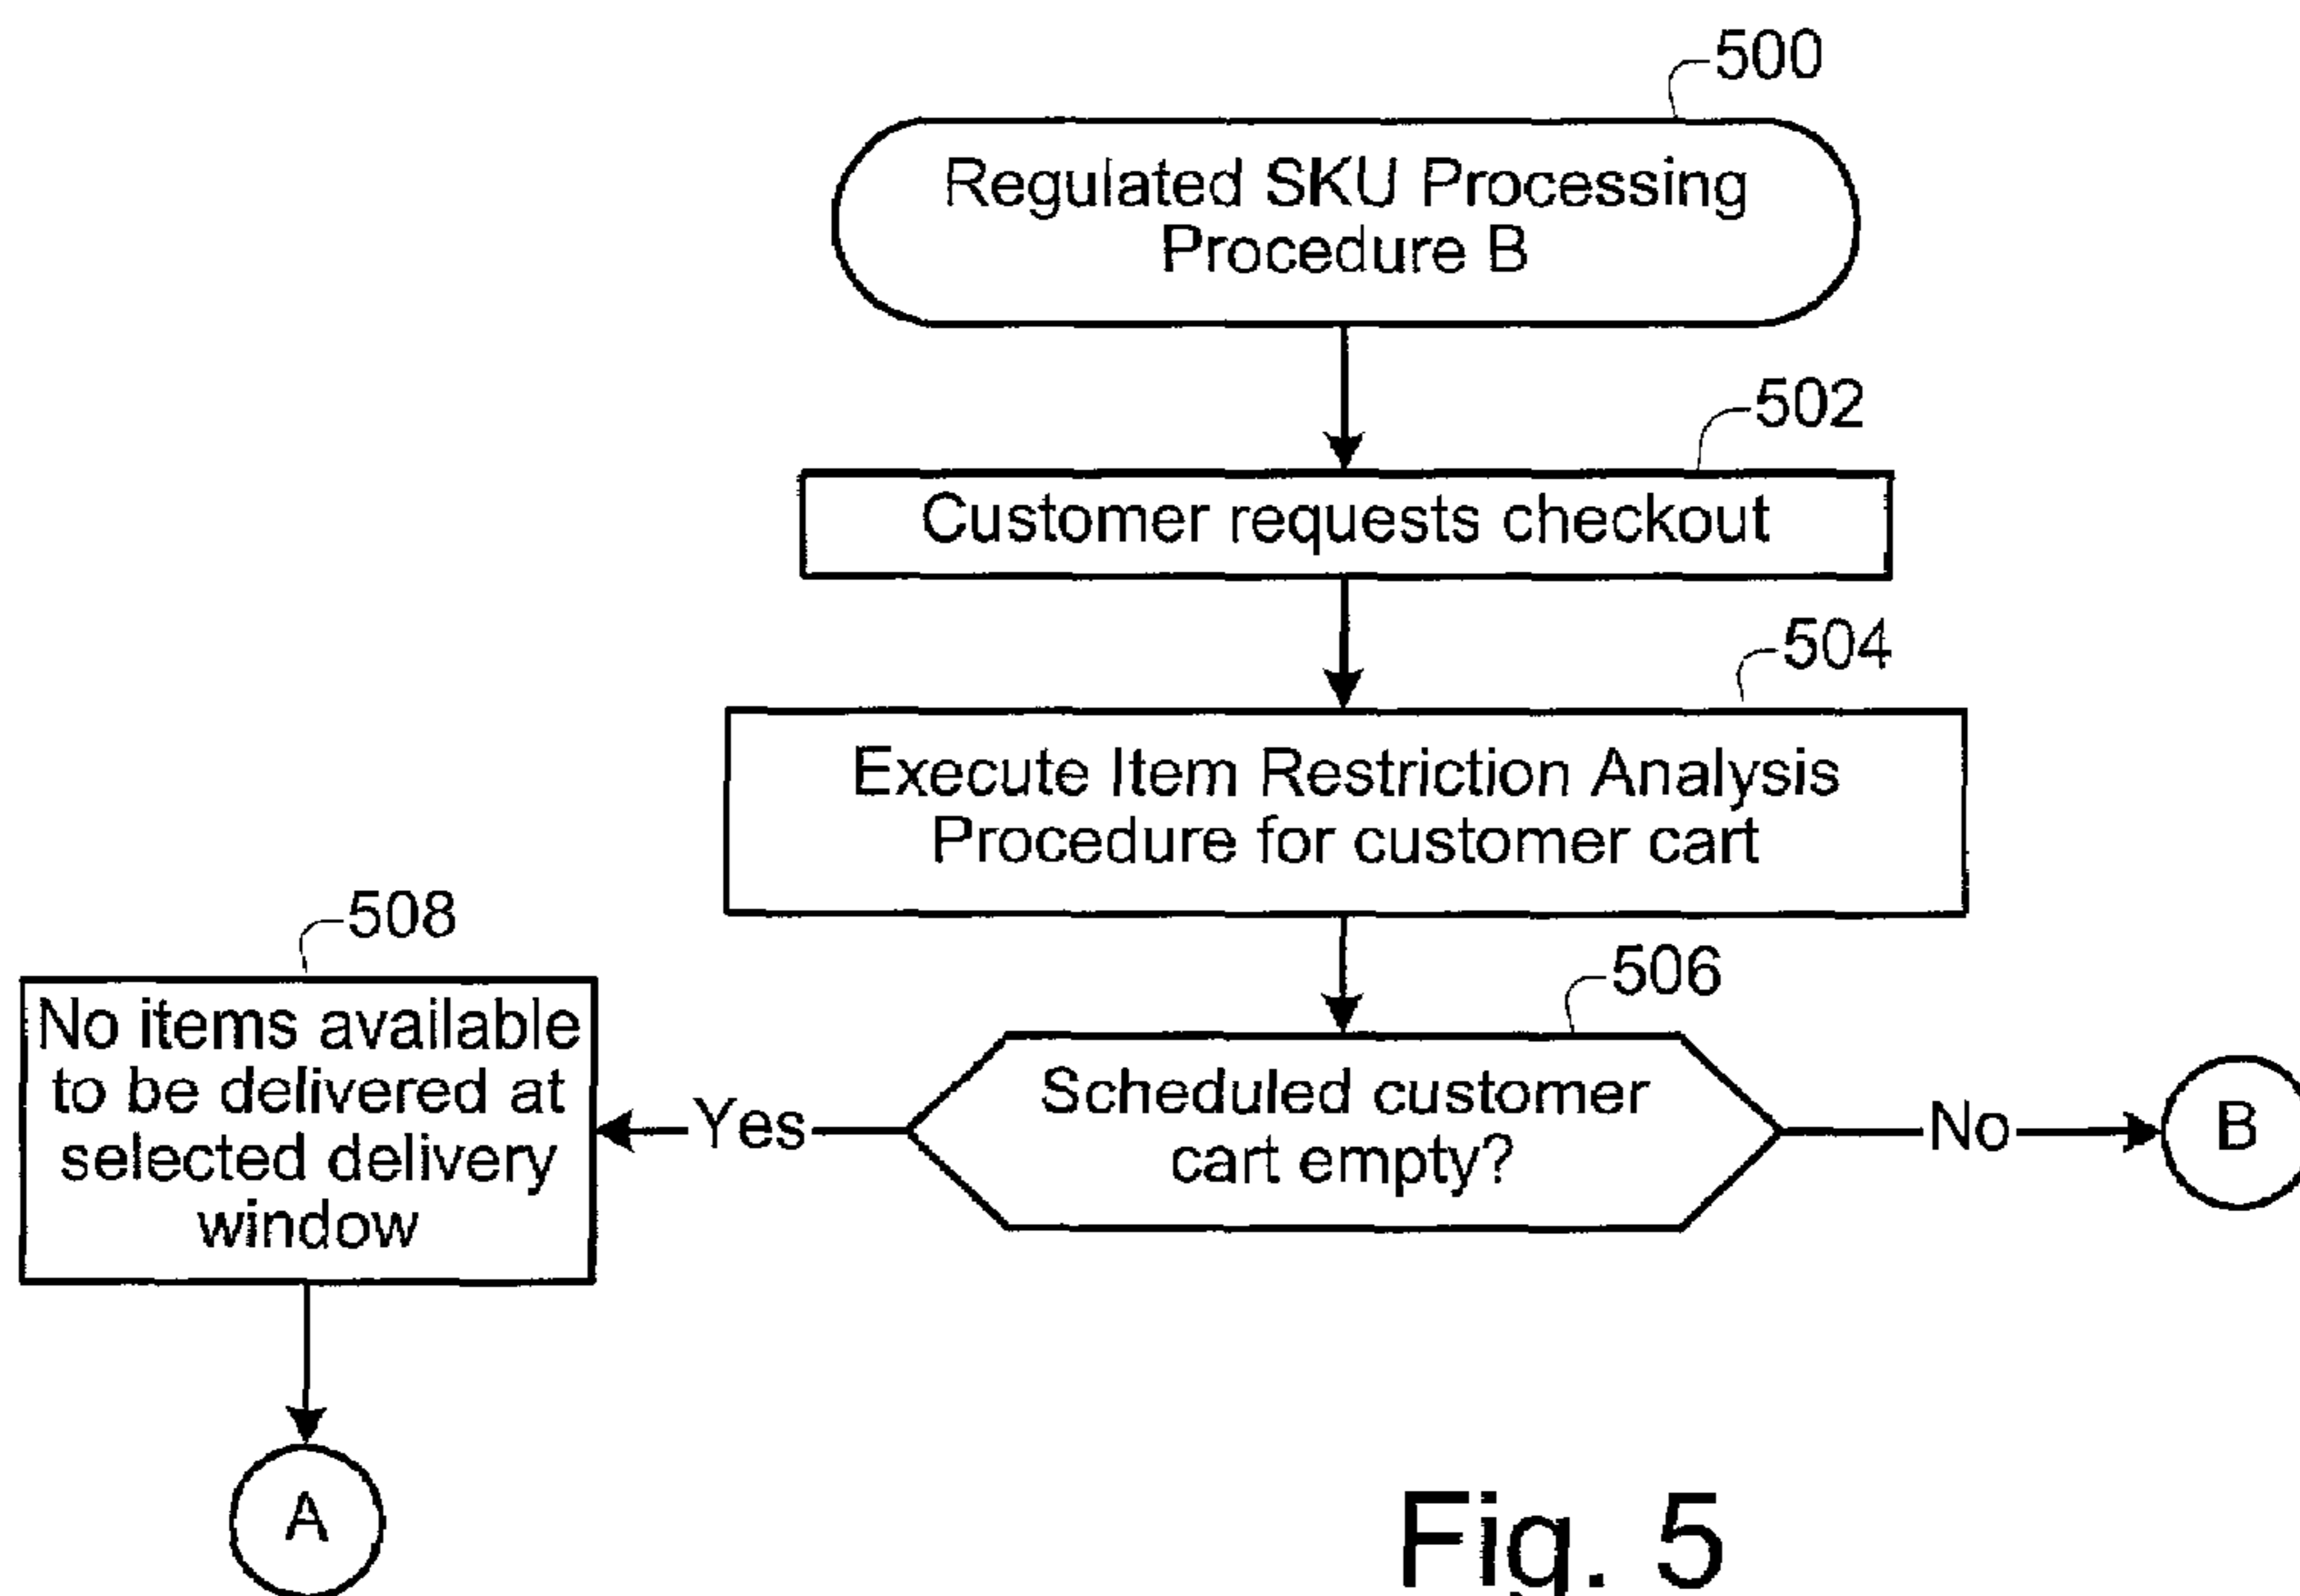 500
Regulated SKU Processing
Procedure B
502
Customer requests checkout
504
Execute Item Restriction Analysis
Procedure for customer cart
508
No items available
to be delivered at
selected delivery
window
506
Scheduled customer
cart empty?
Yes
No
B
A
Fig. 5